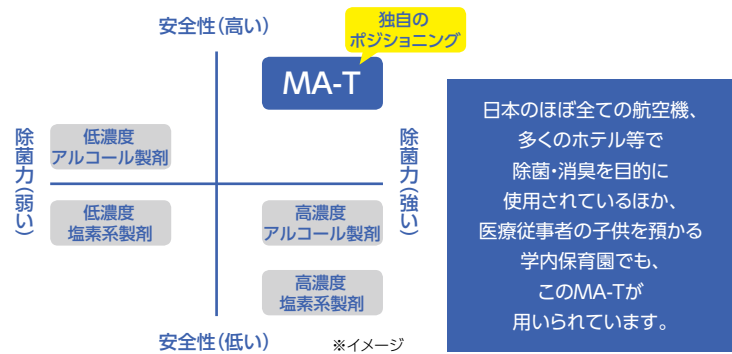 安全性（高い）
独自の
ポジショニング
MA-T
除菌力（弱い）
低濃度
アルコール製剤
低濃度
塩素系製剤
高濃度
アルコール製剤
高濃度
塩素系製剤
除菌力（強い）
安全性（低い）
※イメージ
日本のほぼ全ての航空機、
多くのホテル等で
除菌・消臭を目的に
使用されているほか、
医療従事者の子供を預かる
学内保育園でも、
このMA-Tが
用いられています。